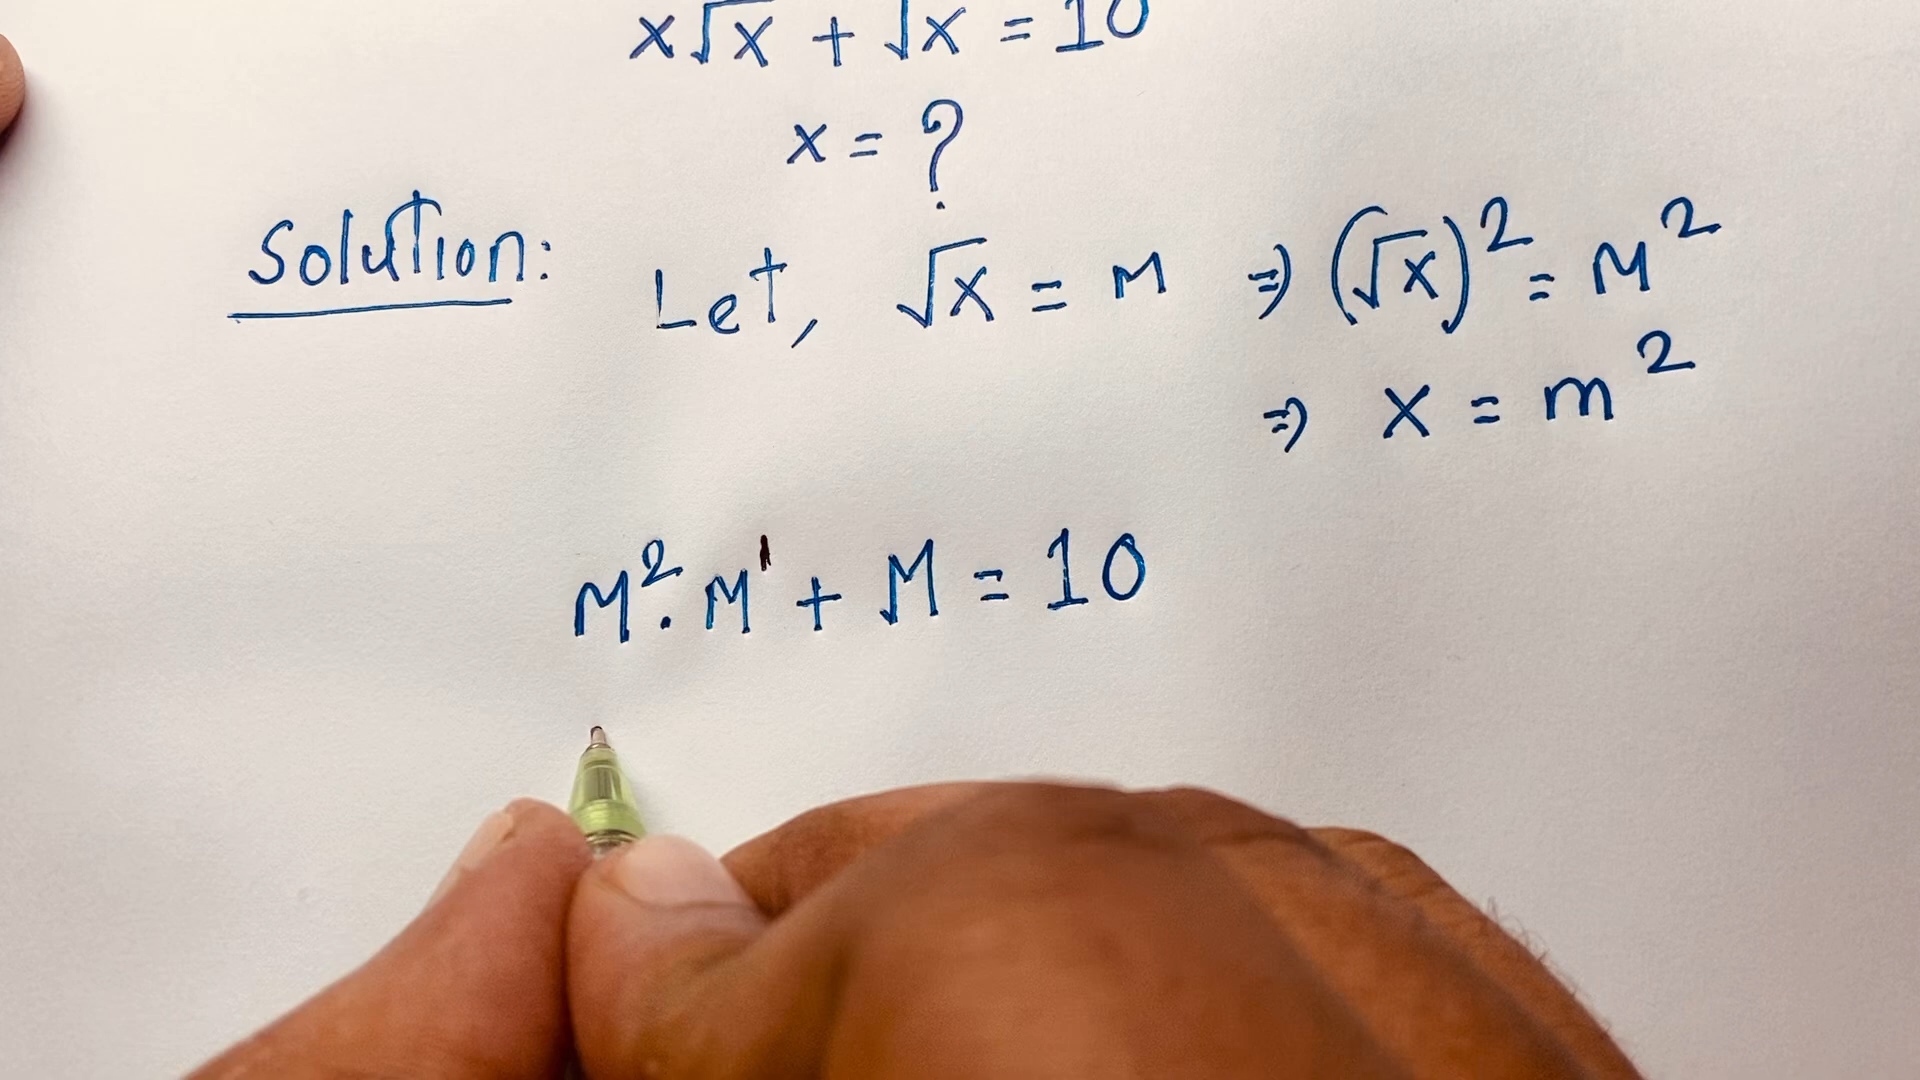 x√x + √x = 10
x = ?
Solution:
Let, √x = M ⇒ (√x)² = M²
⇒ x = m²
M².M¹ + M = 10